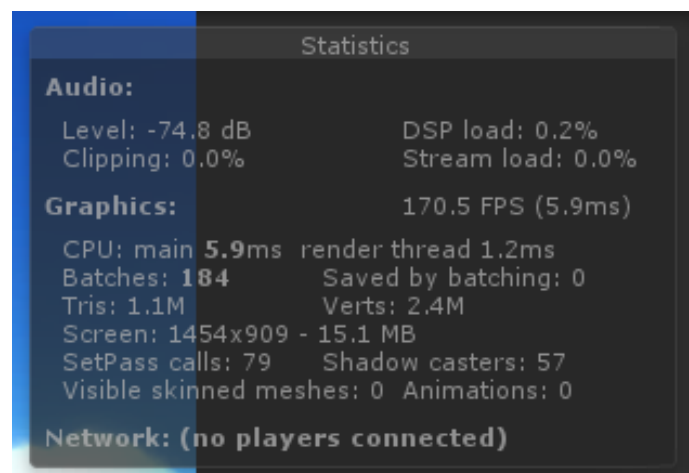 Statistics
Audio:
Level: -74.8 dB DSP load: 0.2%
Clipping: 0.0% Stream load: 0.0%
Graphics: 170.5 FPS (5.9ms)
CPU: main 5.9ms render thread 1.2ms
Batches: 184 Saved by batching: 0
Tris: 1.1M Verts: 2.4M
Screen: 1454x909 - 15.1 MB
SetPass calls: 79 Shadow casters: 57
Visible skinned meshes: 0 Animations: 0
Network: (no players connected)